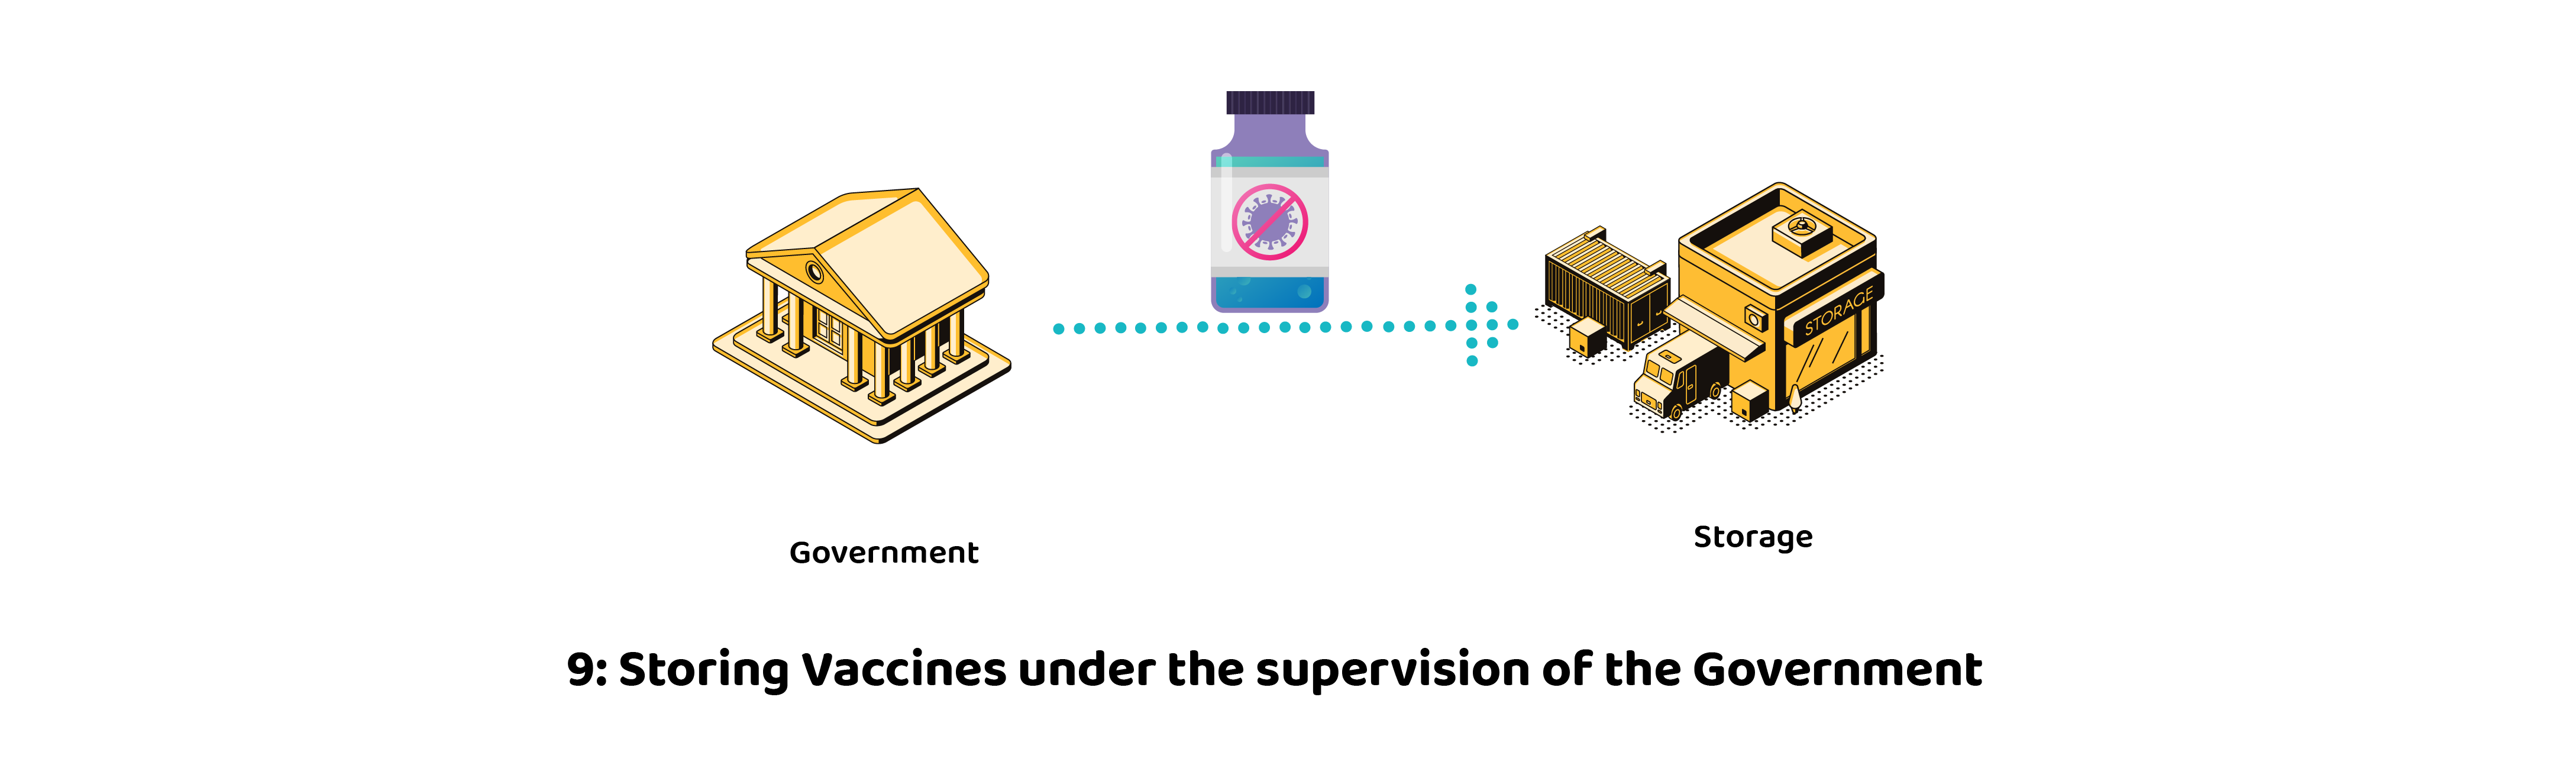 STORAGE
Government
Storage
9: Storing Vaccines under the supervision of the Government